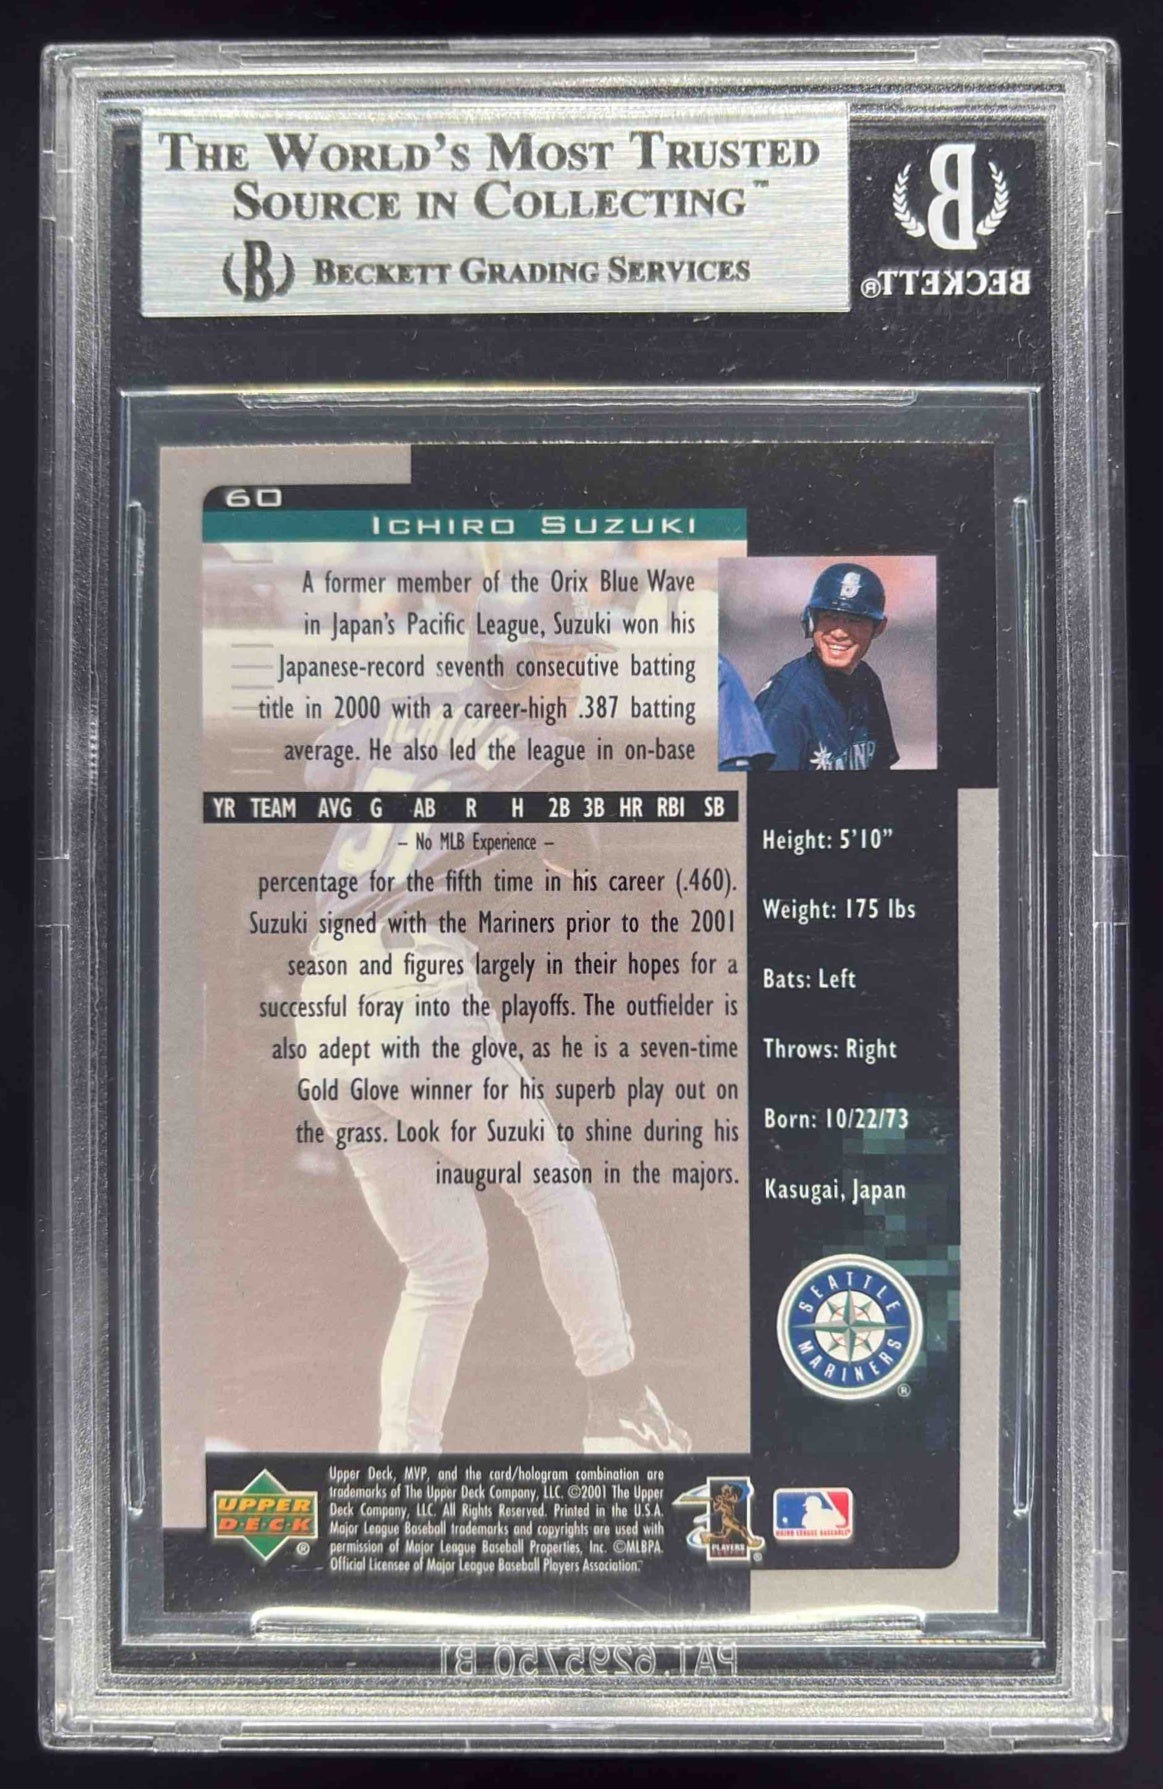 THE WORLD'S MOST TRUSTED
SOURCE IN COLLECTING™
(B) BECKETT GRADING SERVICES
B
BECKETT®
60
ICHIRO SUZUKI
A former member of the Orix Blue Wave
in Japan's Pacific League, Suzuki won his
Japanese-record seventh consecutive batting
title in 2000 with a career-high .387 batting
average. He also led the league in on-base
YR TEAM AVG G AB R H 2B 3B HR RBI SB
– No MLB Experience –
percentage for the fifth time in his career (.460).
Suzuki signed with the Mariners prior to the 2001
season and figures largely in their hopes for a
successful foray into the playoffs. The outfielder is
also adept with the glove, as he is a seven-time
Gold Glove winner for his superb play out on
the grass. Look for Suzuki to shine during his
inaugural season in the majors.
ICHIRO
51
Height: 5'10”
Weight: 175 lbs
Bats: Left
Throws: Right
Born: 10/22/73
Kasugai, Japan
SEATTLE
MARINERS
®
UPPER
D·E·C·K
®
Upper Deck, MVP, and the card/hologram combination are
trademarks of The Upper Deck Company, LLC. ©2001 The Upper
Deck Company, LLC. All Rights Reserved. Printed in the U.S.A.
Major League Baseball trademarks and copyrights are used with
permission of Major League Baseball Properties, Inc. ©MLBPA
Official Licensee of Major League Baseball Players Association.
PLAYERS
®
MAJOR LEAGUE BASEBALL
PAT.6295750 B1